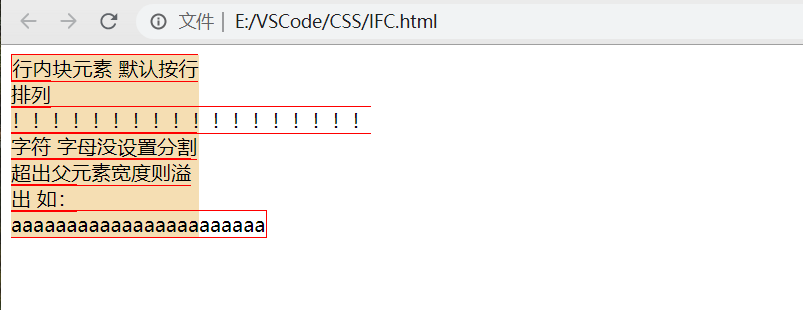 文件 | E:/VSCode/CSS/IFC.html
行内块元素 默认按行
排列
！！！！！！！！！！！！！！！！！！
字符 字母没设置分割
超出父元素宽度则溢
出 如：
aaaaaaaaaaaaaaaaaaaaaaa